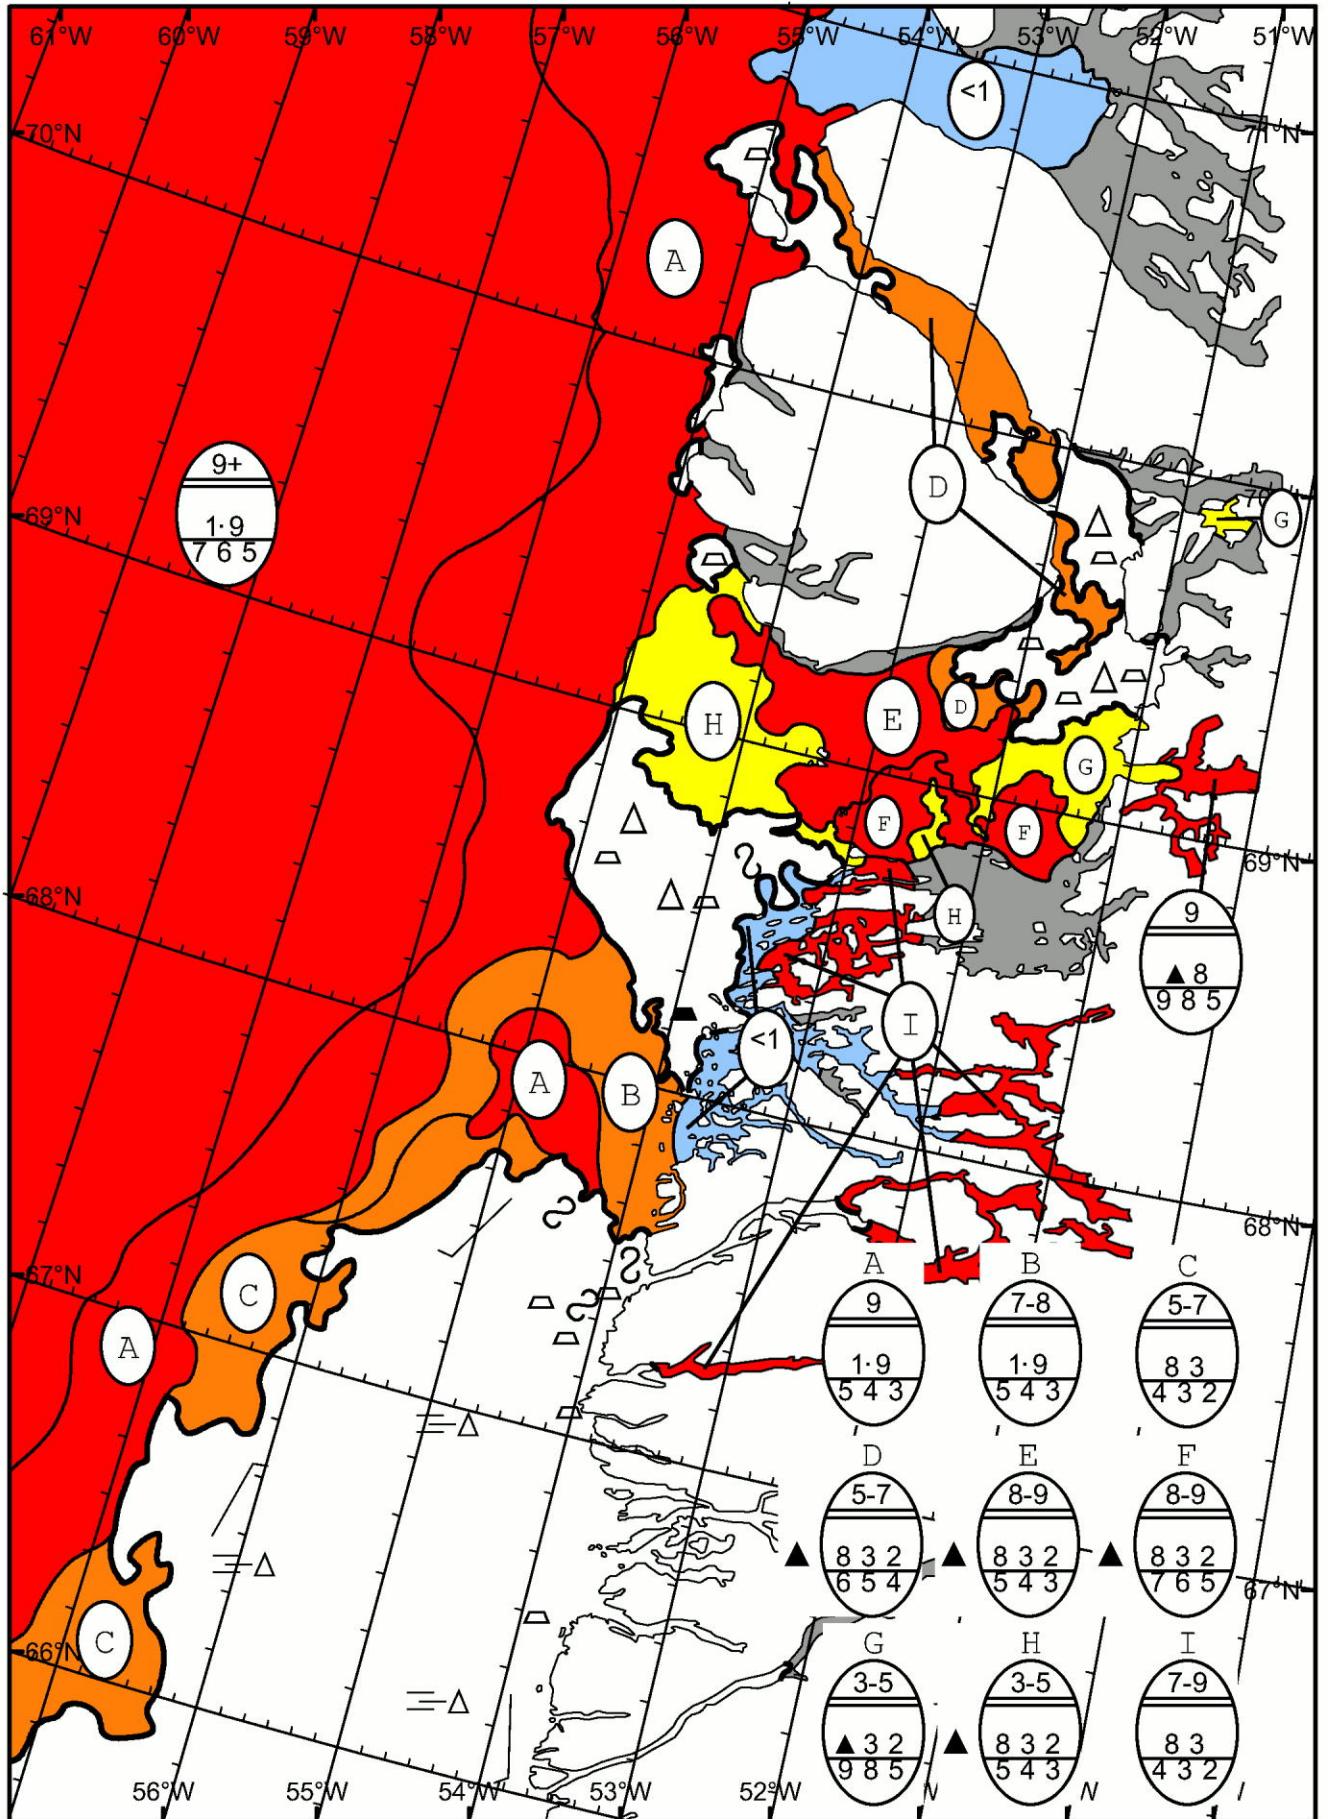 61°W 60°W 59°W 58°W 57°W 56°W 55°W 54°W 53°W 52°W 51°W
<1
70°N
71°N
A
9+
1·9
7 6 5
D
70
G
69°N
H
E
D
G
F
F
69°N
H
68°N
9
▲ 8
9 8 5
I
<1
A
B
68°N
67°N
C
A
A
9
1·9
5 4 3
B
7-8
1·9
5 4 3
C
5-7
8 3
4 3 2
D
5-7
▲ 8 3 2
6 5 4
E
8-9
▲ 8 3 2
5 4 3
F
8-9
▲ 8 3 2
7 6 5
67°N
C
66°N
G
3-5
▲ 3 2
9 8 5
H
3-5
▲ 8 3 2
5 4 3
I
7-9
8 3
4 3 2
56°W 55°W 54°W 53°W 52°W